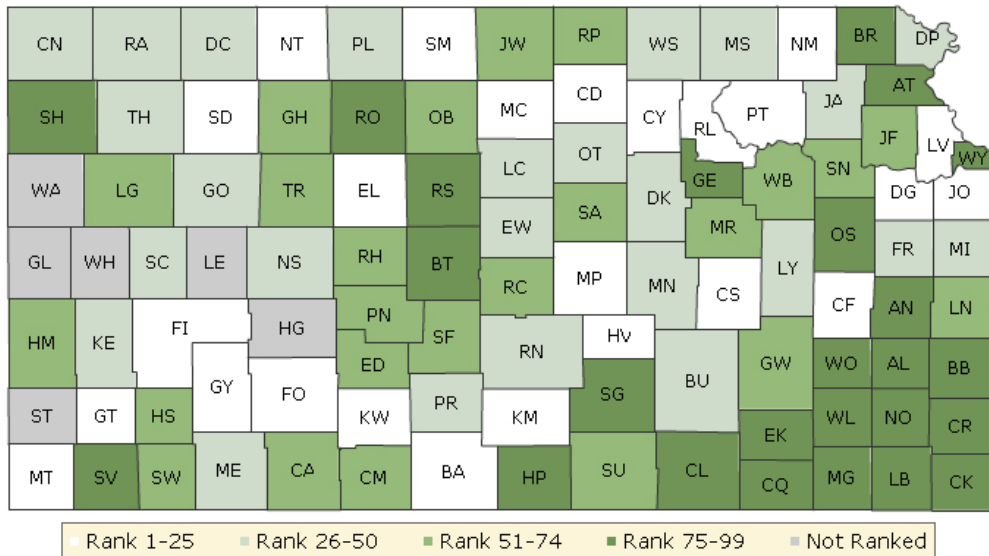 CN RA DC NT PL SM JW RP WS MS NM BR DP
SH TH SD GH RO OB MC CD CY RL PT JA AT
JF LV WY
WA LG GO TR EL RS LC OT DK GE WB SN DG JO
EW SA MR OS
GL WH SC LE NS RH BT RC MP MN CS LY FR MI
HM KE FI HG PN SF RN HV CF AN LN
ED BU GW WO AL BB
ST GT HS GY FO KW PR KM SG WL NO CR
EK
MT SV SW ME CA CM BA HP SU CL CQ MG LB CK
Rank 1-25 Rank 26-50 Rank 51-74 Rank 75-99 Not Ranked